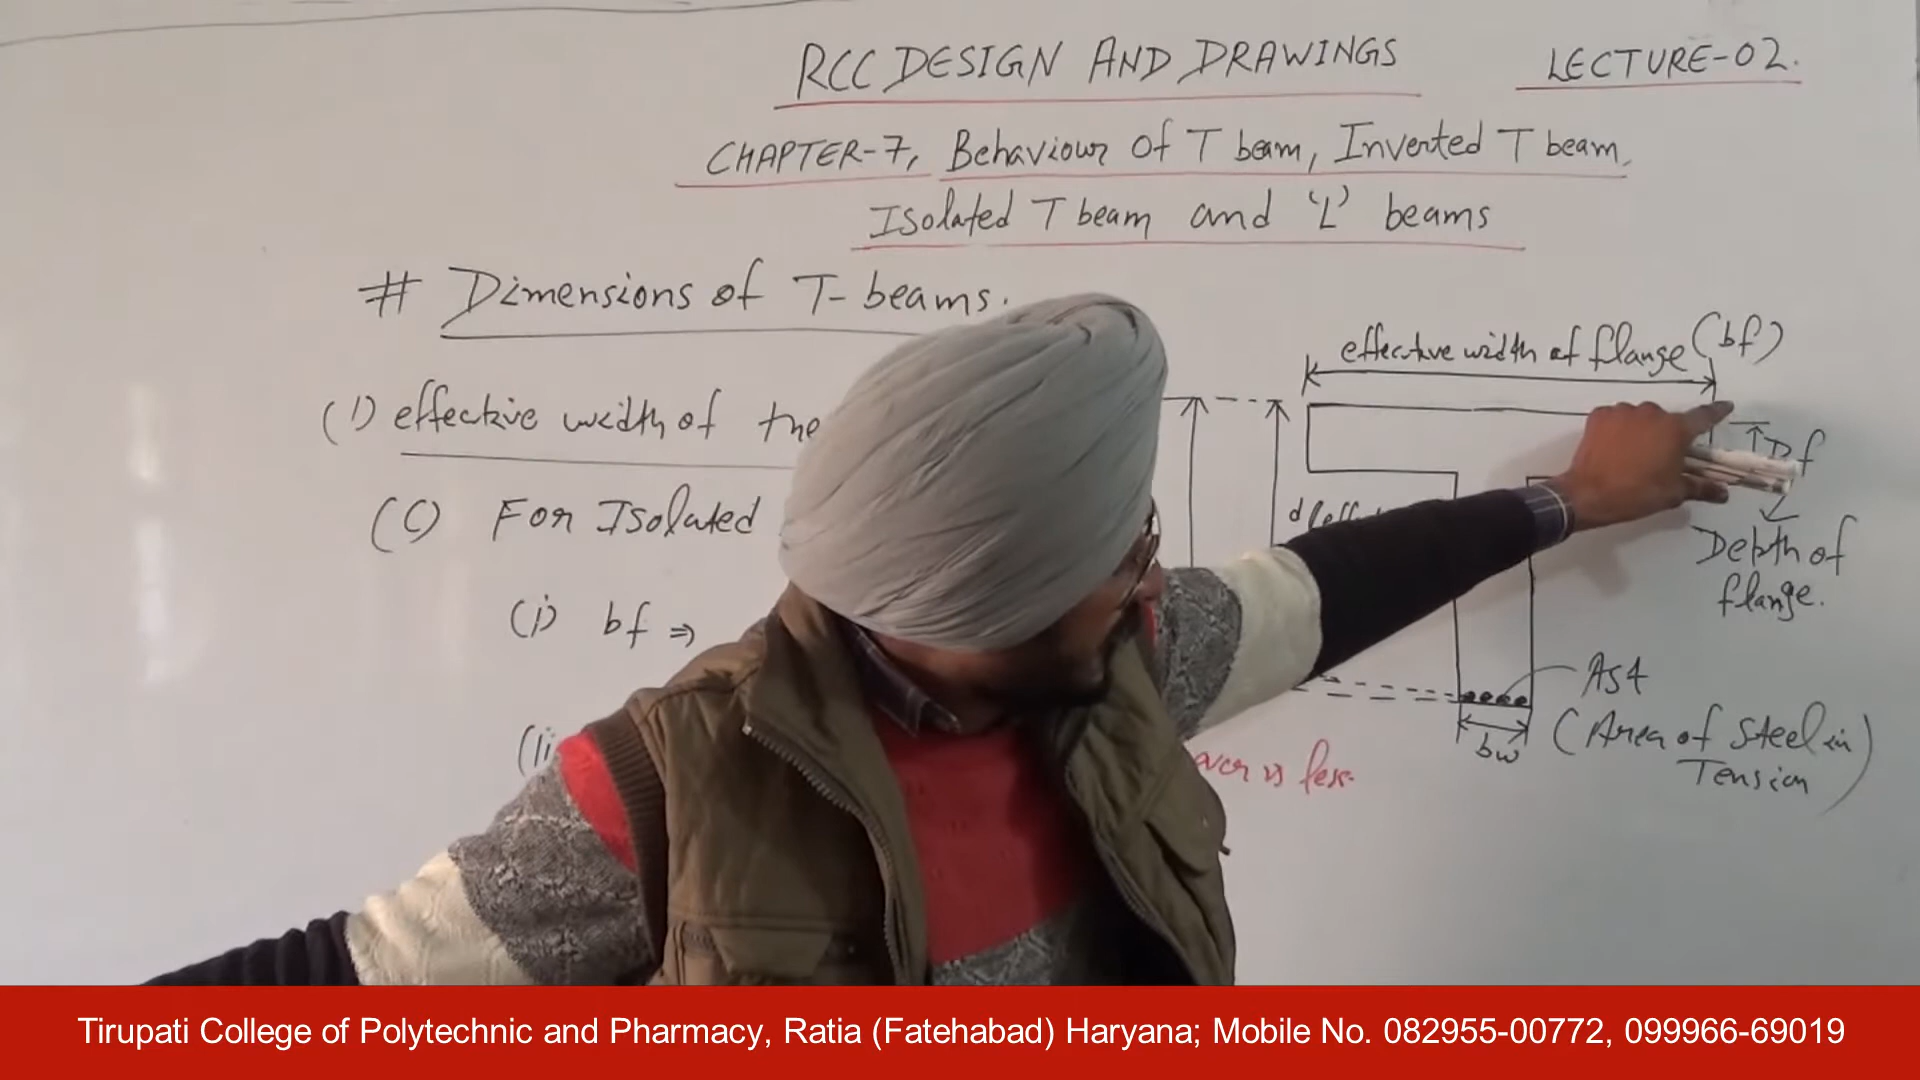 RCC DESIGN AND DRAWINGS LECTURE-02.
CHAPTER-7, Behaviour of T beam, Inverted T beam,
Isolated T beam and 'L' beams
# Dimensions of T-beams.
(1) effective width of the
(C) For Isolated
(i) bf ⇒
(ii
over is less.
effective width of flange (bf)
Df
d (eff
Depth of
flange.
Ast
(Area of Steel in
Tension)
bw
Tirupati College of Polytechnic and Pharmacy, Ratia (Fatehabad) Haryana; Mobile No. 082955-00772, 099966-69019